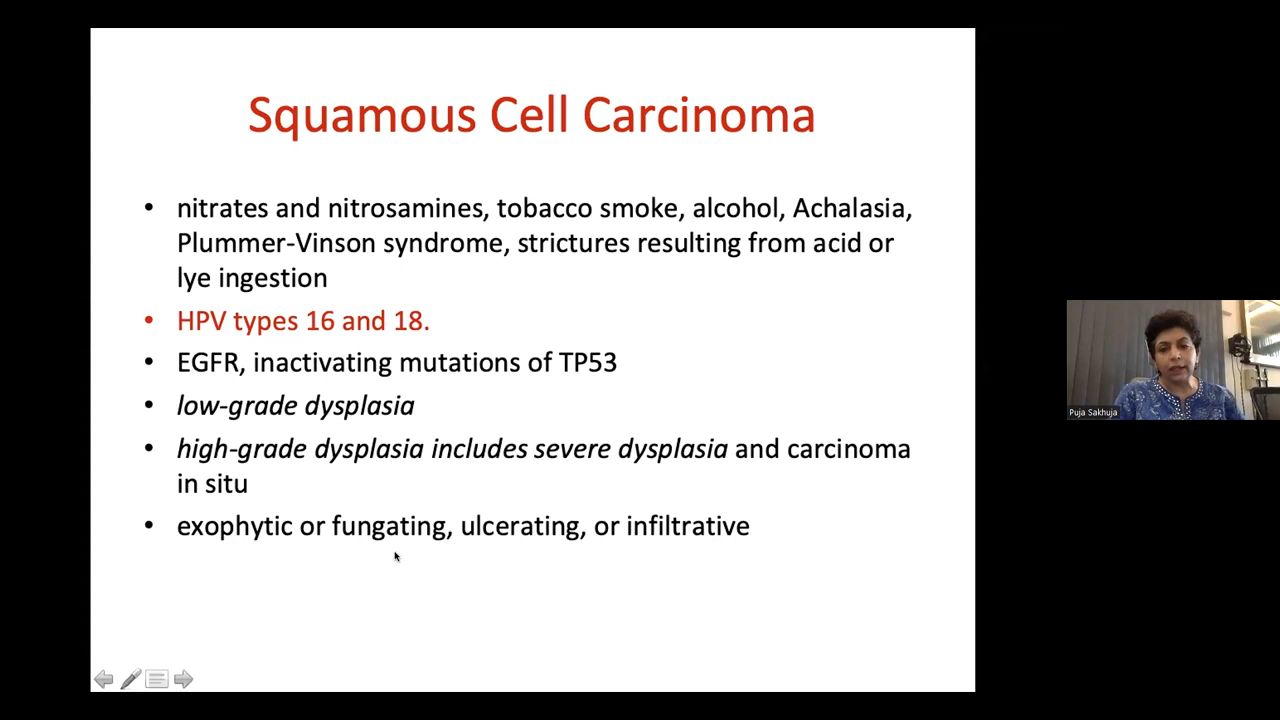 Squamous Cell Carcinoma
• nitrates and nitrosamines, tobacco smoke, alcohol, Achalasia,
Plummer-Vinson syndrome, strictures resulting from acid or
lye ingestion
• HPV types 16 and 18.
• EGFR, inactivating mutations of TP53
• low-grade dysplasia
• high-grade dysplasia includes severe dysplasia and carcinoma
in situ
• exophytic or fungating, ulcerating, or infiltrative
Puja Sakhuja